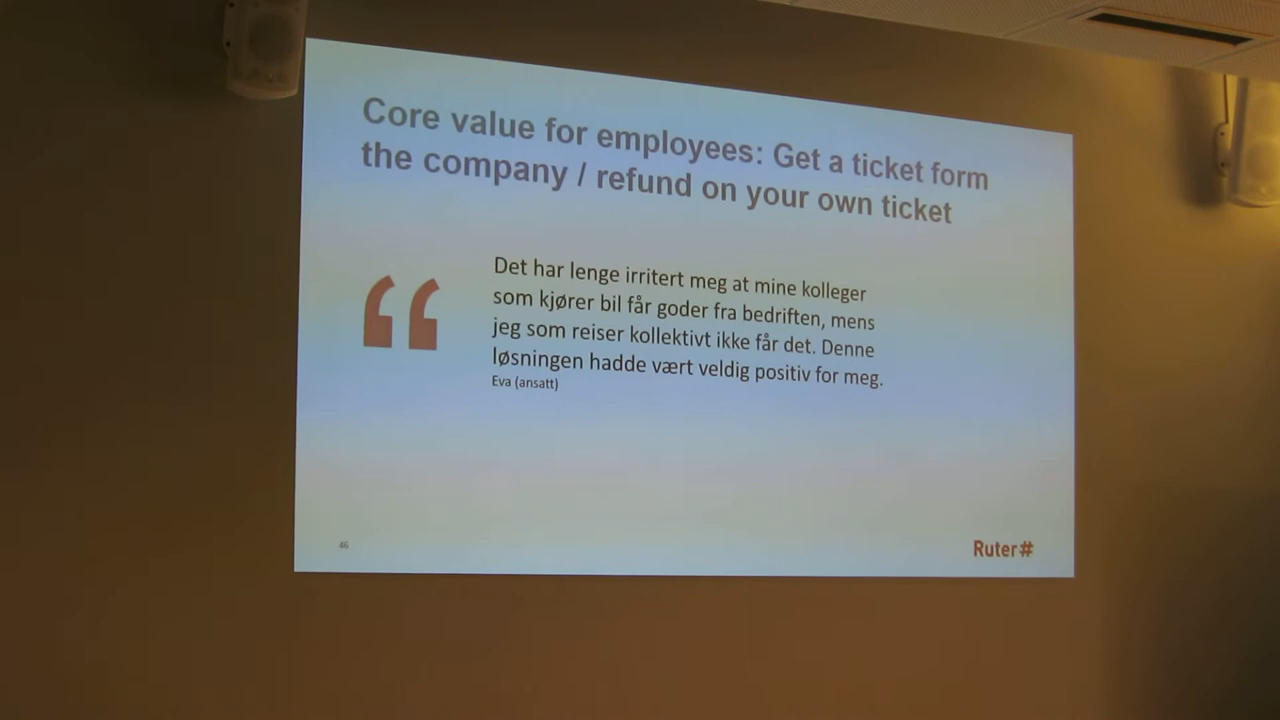 Core value for employees: Get a ticket form
the company / refund on your own ticket
“
Det har lenge irritert meg at mine kolleger
som kjører bil får goder fra bedriften, mens
jeg som reiser kollektivt ikke får det. Denne
løsningen hadde vært veldig positiv for meg.
Eva (ansatt)
46
Ruter#